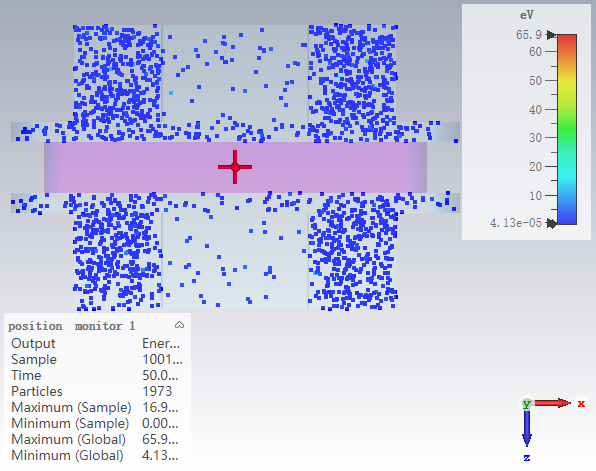 eV
65.9
60
50
40
30
20
10
4.13e-05
position monitor 1
Output Ener...
Sample 1001...
Time 50.0...
Particles 1973
Maximum (Sample) 16.9...
Minimum (Sample) 0.00...
Maximum (Global) 65.9...
Minimum (Global) 4.13...
y x
z